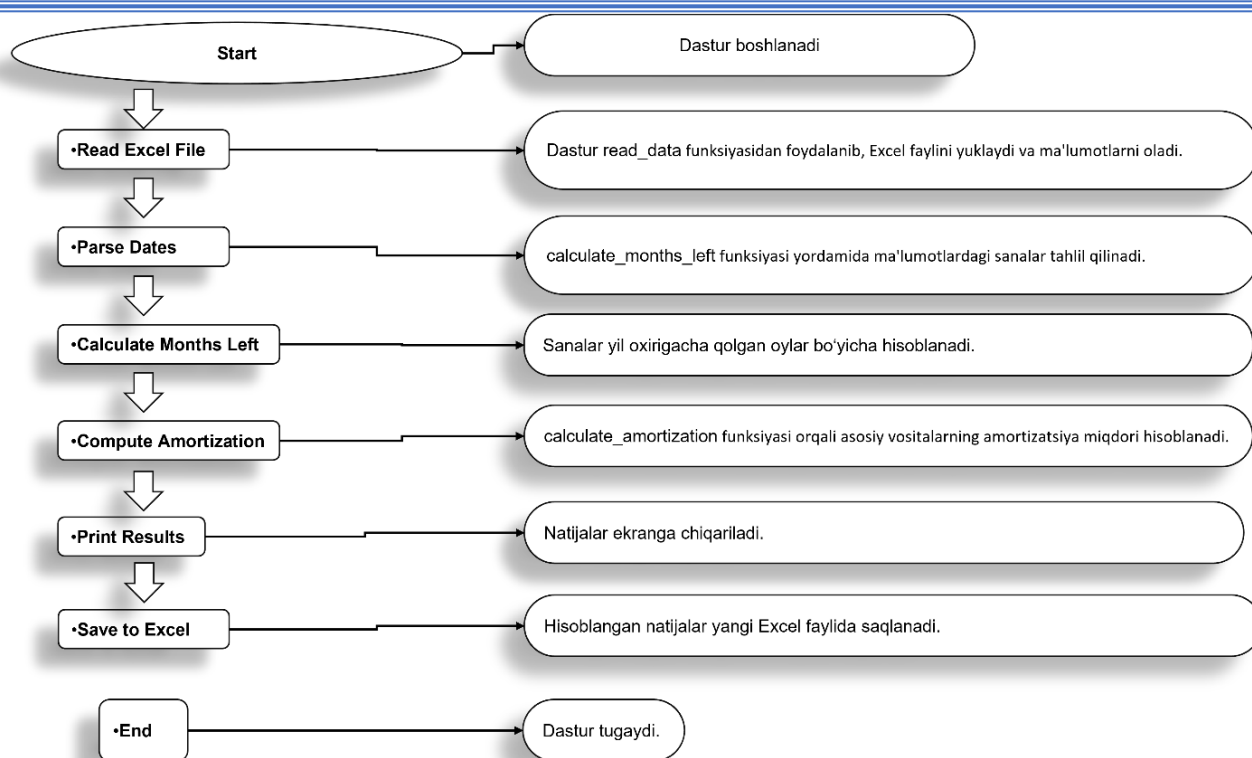 Start
Dastur boshlanadi
•Read Excel File
Dastur read_data funksiyasidan foydalanib, Excel faylini yuklaydi va ma'lumotlarni oladi.
•Parse Dates
calculate_months_left funksiyasi yordamida ma'lumotlardagi sanalar tahlil qilinadi.
•Calculate Months Left
Sanalar yil oxirigacha qolgan oylar bo‘yicha hisoblanadi.
•Compute Amortization
calculate_amortization funksiyasi orqali asosiy vositalarning amortizatsiya miqdori hisoblanadi.
•Print Results
Natijalar ekranga chiqariladi.
•Save to Excel
Hisoblangan natijalar yangi Excel faylida saqlanadi.
•End
Dastur tugaydi.